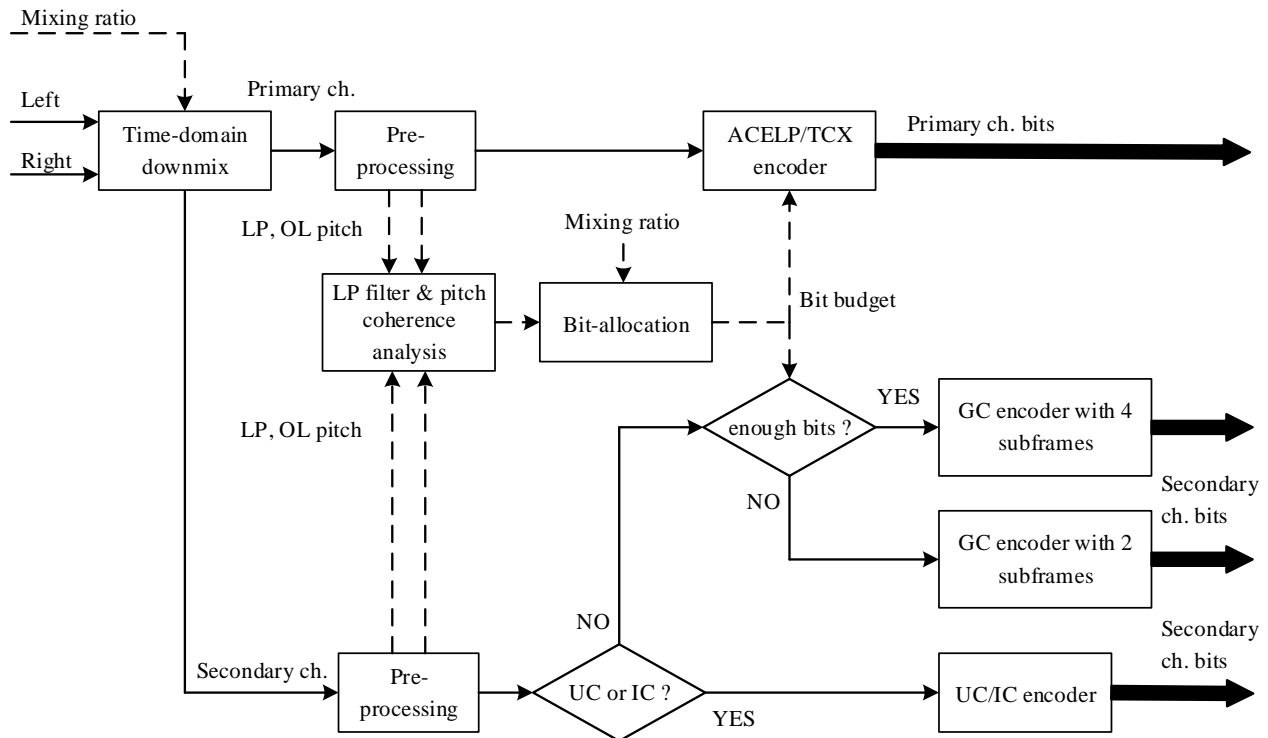 Mixing ratio
Left
Right
Time-domain
downmix
Primary ch.
Pre-
processing
ACELP/TCX
encoder
Primary ch. bits
LP, OL pitch
Mixing ratio
LP filter & pitch
coherence
analysis
Bit-allocation
Bit budget
LP, OL pitch
enough bits ?
YES
GC encoder with 4
subframes
NO
Secondary
ch. bits
GC encoder with 2
subframes
NO
Secondary ch.
Pre-
processing
UC or IC ?
YES
UC/IC encoder
Secondary
ch. bits